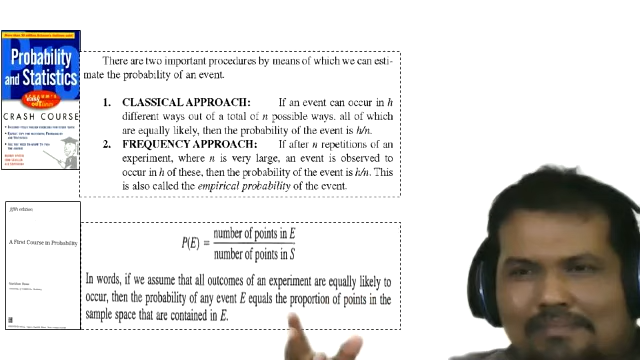 Probability
and Statistics
CRASH COURSE
There are two important procedures by means of which we can esti-
mate the probability of an event.
1. CLASSICAL APPROACH: If an event can occur in h
different ways out of a total of n possible ways. all of
which are equally likely, then the probability of the event is h/n.
2. FREQUENCY APPROACH: If after n repetitions of an
experiment, where n is very large, an event is observed to
occur in h of these, then the probability of the event is h/n. This
is also called the empirical probability of the event.
fifth edition
A First Course in Probability
P(E) = number of points in E
number of points in S
In words, if we assume that all outcomes of an experiment are equally likely to
occur, then the probability of any event E equals the proportion of points in the
sample space that are contained in E.